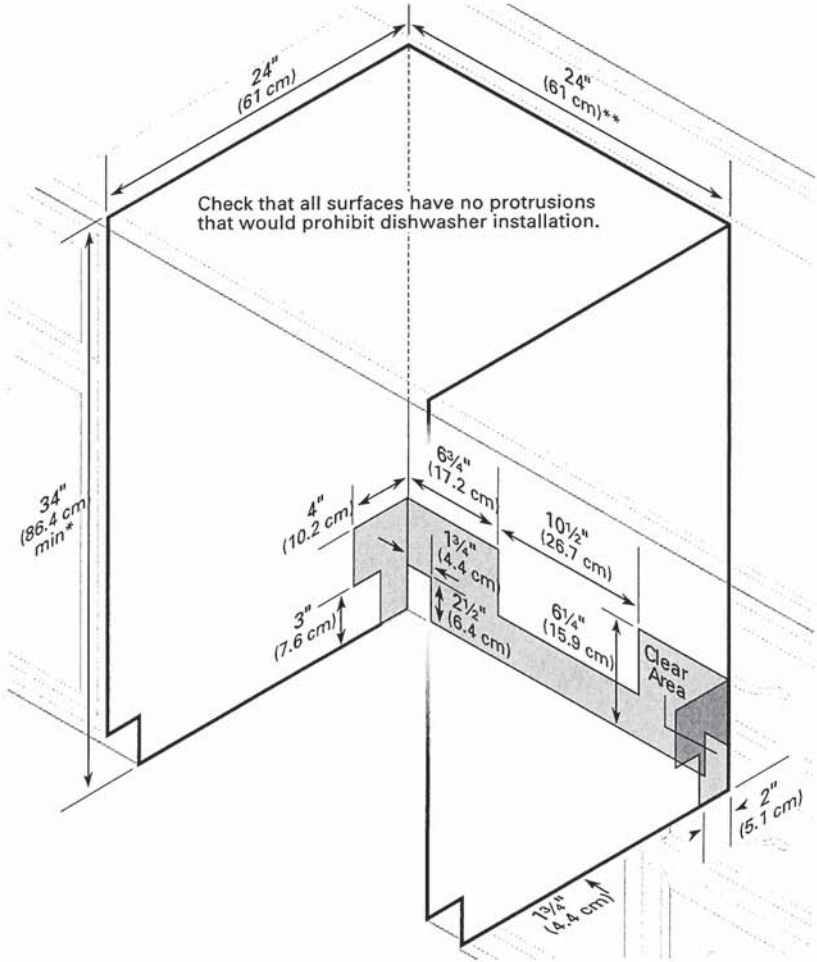 24"
(61 cm)
24"
(61 cm)**
Check that all surfaces have no protrusions
that would prohibit dishwasher installation.
34"
(86.4 cm)
min*
4"
(10.2 cm)
6¾"
(17.2 cm)
10½"
(26.7 cm)
1¾"
(4.4 cm)
3"
(7.6 cm)
2½"
(6.4 cm)
6¼"
(15.9 cm)
Clear
Area
2"
(5.1 cm)
1¾"
(4.4 cm)